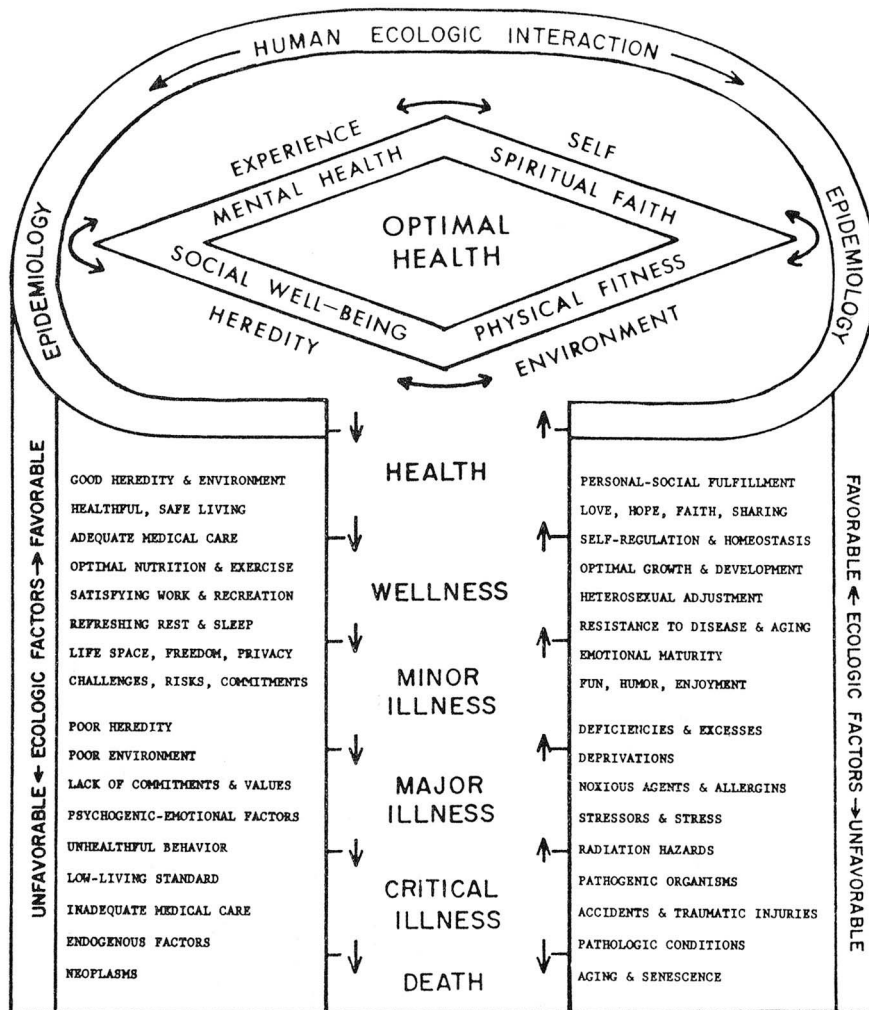 HUMAN ECOLOGIC INTERACTION
EPIDEMIOLOGY
EPIDEMIOLOGY
EXPERIENCE
SELF
MENTAL HEALTH
SPIRITUAL FAITH
OPTIMAL
HEALTH
SOCIAL WELL-BEING
PHYSICAL FITNESS
HEREDITY
ENVIRONMENT
UNFAVORABLE ← ECOLOGIC FACTORS → FAVORABLE
GOOD HEREDITY & ENVIRONMENT
HEALTHFUL, SAFE LIVING
ADEQUATE MEDICAL CARE
OPTIMAL NUTRITION & EXERCISE
SATISFYING WORK & RECREATION
REFRESHING REST & SLEEP
LIFE SPACE, FREEDOM, PRIVACY
CHALLENGES, RISKS, COMMITMENTS
POOR HEREDITY
POOR ENVIRONMENT
LACK OF COMMITMENTS & VALUES
PSYCHOGENIC-EMOTIONAL FACTORS
UNHEALTHFUL BEHAVIOR
LOW-LIVING STANDARD
INADEQUATE MEDICAL CARE
ENDOGENOUS FACTORS
NEOPLASMS
HEALTH
WELLNESS
MINOR
ILLNESS
MAJOR
ILLNESS
CRITICAL
ILLNESS
DEATH
PERSONAL-SOCIAL FULFILLMENT
LOVE, HOPE, FAITH, SHARING
SELF-REGULATION & HOMEOSTASIS
OPTIMAL GROWTH & DEVELOPMENT
HETEROSEXUAL ADJUSTMENT
RESISTANCE TO DISEASE & AGING
EMOTIONAL MATURITY
FUN, HUMOR, ENJOYMENT
DEFICIENCIES & EXCESSES
DEPRIVATIONS
NOXIOUS AGENTS & ALLERGINS
STRESSORS & STRESS
RADIATION HAZARDS
PATHOGENIC ORGANISMS
ACCIDENTS & TRAUMATIC INJURIES
PATHOLOGIC CONDITIONS
AGING & SENESCENCE
FAVORABLE ← ECOLOGIC FACTORS → UNFAVORABLE